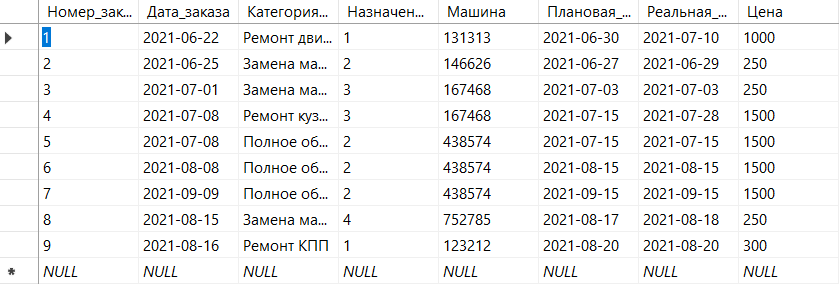 Номер_зак... Дата_заказа Категория... Назначен... Машина Плановая_... Реальная_... Цена
1 2021-06-22 Ремонт дви... 1 131313 2021-06-30 2021-07-10 1000
2 2021-06-25 Замена ма... 2 146626 2021-06-27 2021-06-29 250
3 2021-07-01 Замена ма... 3 167468 2021-07-03 2021-07-03 250
4 2021-07-08 Ремонт куз... 3 167468 2021-07-15 2021-07-28 1500
5 2021-07-08 Полное об... 2 438574 2021-07-15 2021-07-15 1500
6 2021-08-08 Полное об... 2 438574 2021-08-15 2021-08-15 1500
7 2021-09-09 Полное об... 2 438574 2021-09-15 2021-09-15 1500
8 2021-08-15 Замена ма... 4 752785 2021-08-17 2021-08-18 250
9 2021-08-16 Ремонт КПП 1 123212 2021-08-20 2021-08-20 300
NULL NULL NULL NULL NULL NULL NULL NULL